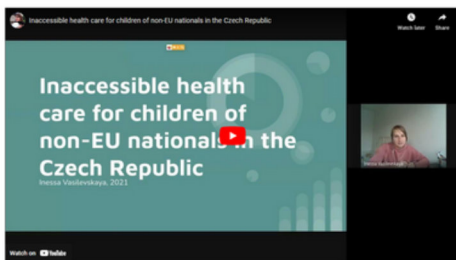 Inaccessible health care for children of non-EU nationals in the Czech Republic
Watch later
Share
Inaccessible health
care for children of
non-EU nationals in the
Czech Republic
Inessa Vasilevskaya, 2021
Watch on YouTube